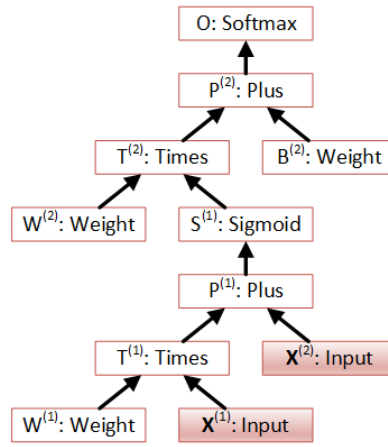 O: Softmax
P⁽²⁾: Plus
T⁽²⁾: Times
B⁽²⁾: Weight
W⁽²⁾: Weight
S⁽¹⁾: Sigmoid
P⁽¹⁾: Plus
T⁽¹⁾: Times
X⁽²⁾: Input
W⁽¹⁾: Weight
X⁽¹⁾: Input